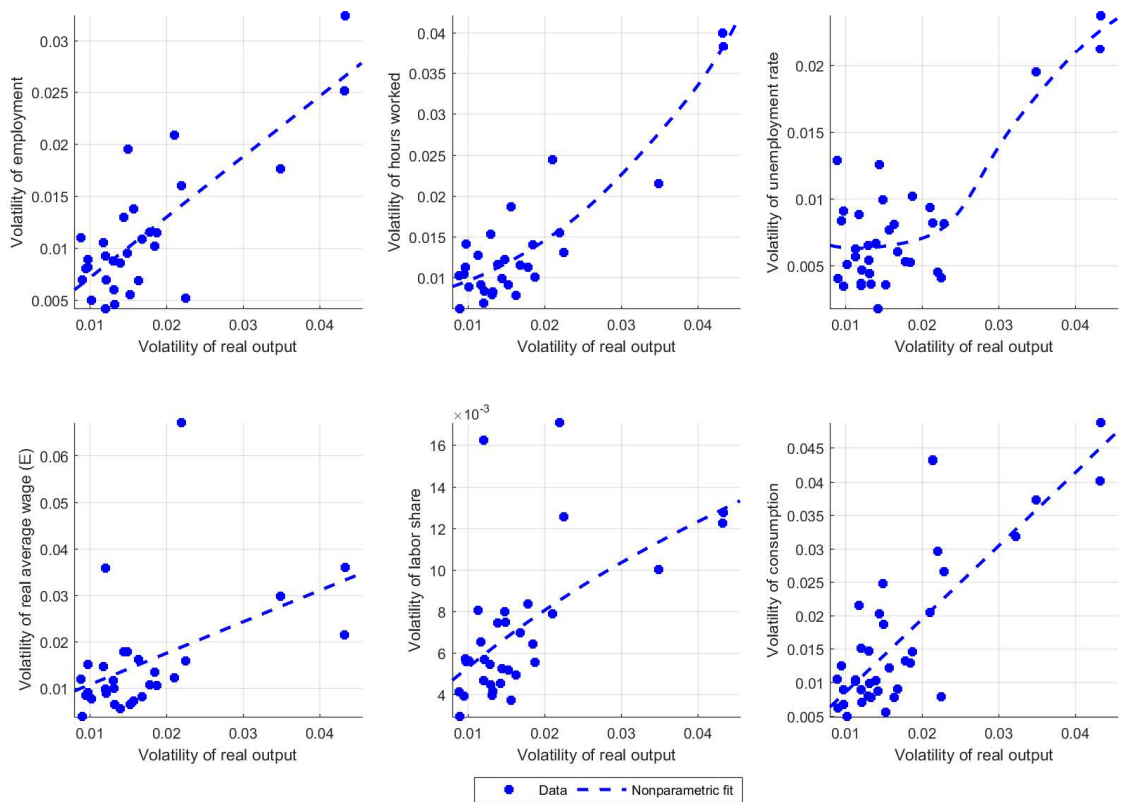 Volatility of employment
0.03
0.025
0.02
0.015
0.01
0.005
0.01 0.02 0.03 0.04
Volatility of real output
Volatility of hours worked
0.04
0.035
0.03
0.025
0.02
0.015
0.01
0.01 0.02 0.03 0.04
Volatility of real output
Volatility of unemployment rate
0.02
0.015
0.01
0.005
0.01 0.02 0.03 0.04
Volatility of real output
Volatility of real average wage (E)
0.06
0.05
0.04
0.03
0.02
0.01
0.01 0.02 0.03 0.04
Volatility of real output
×10⁻³
Volatility of labor share
16
14
12
10
8
6
4
0.01 0.02 0.03 0.04
Volatility of real output
Volatility of consumption
0.045
0.04
0.035
0.03
0.025
0.02
0.015
0.01
0.005
0.01 0.02 0.03 0.04
Volatility of real output
Data Nonparametric fit